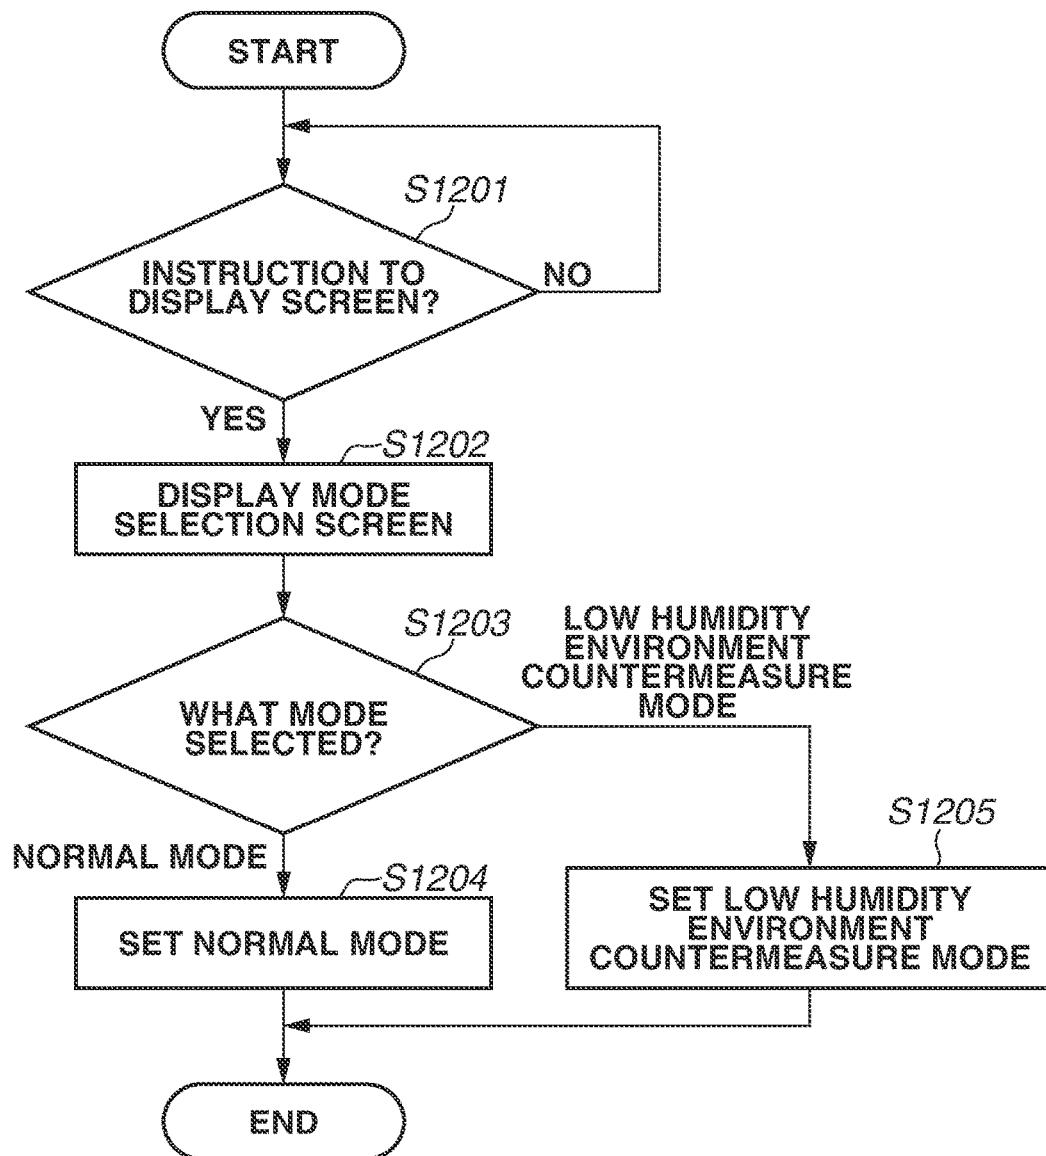 START
S1201
INSTRUCTION TO
DISPLAY SCREEN?
NO
YES
S1202
DISPLAY MODE
SELECTION SCREEN
S1203
LOW HUMIDITY
ENVIRONMENT
COUNTERMEASURE
MODE
WHAT MODE
SELECTED?
NORMAL MODE
S1204
SET NORMAL MODE
S1205
SET LOW HUMIDITY
ENVIRONMENT
COUNTERMEASURE MODE
END